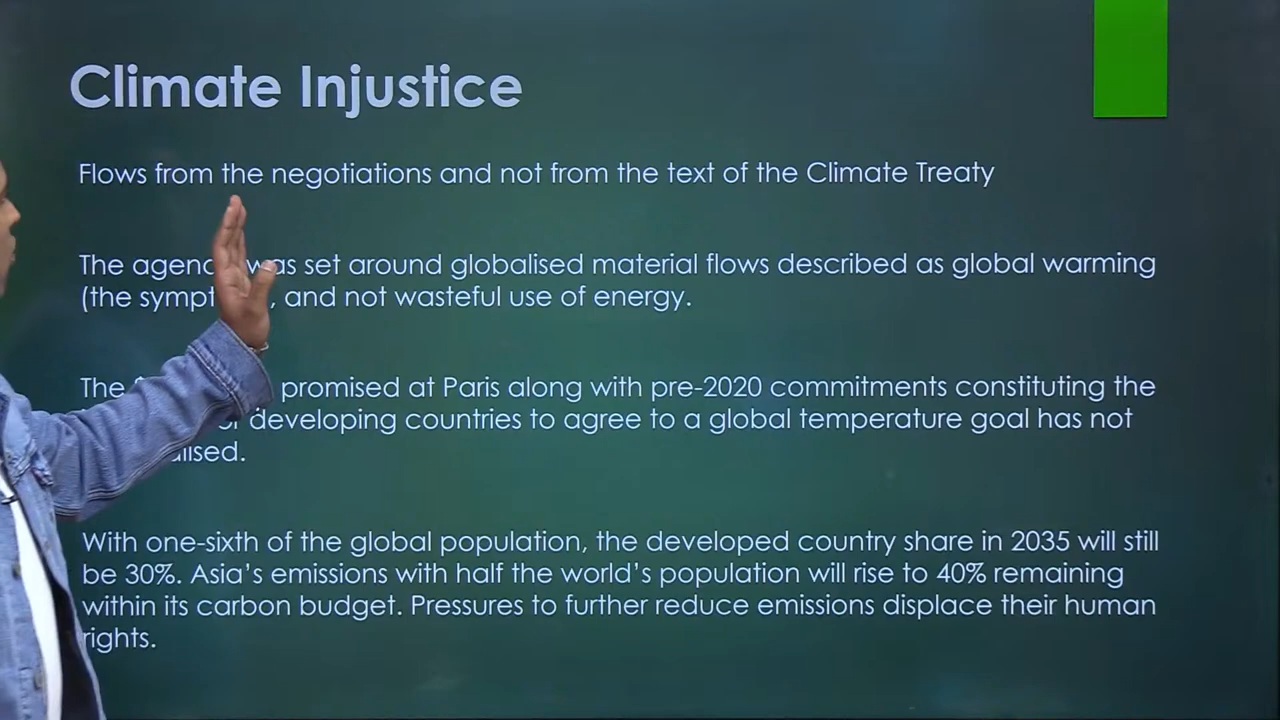 Climate Injustice
Flows from the negotiations and not from the text of the Climate Treaty
The was set around globalised material flows described as global warming
(the and not wasteful use of energy.
The promised at Paris along with pre-2020 commitments constituting the
developing countries to agree to a global temperature goal has not
With one-sixth of the global population, the developed country share in 2035 will still
be 30%. Asia’s emissions with half the world’s population will rise to 40% remaining
within its carbon budget. Pressures to further reduce emissions displace their human
rights.